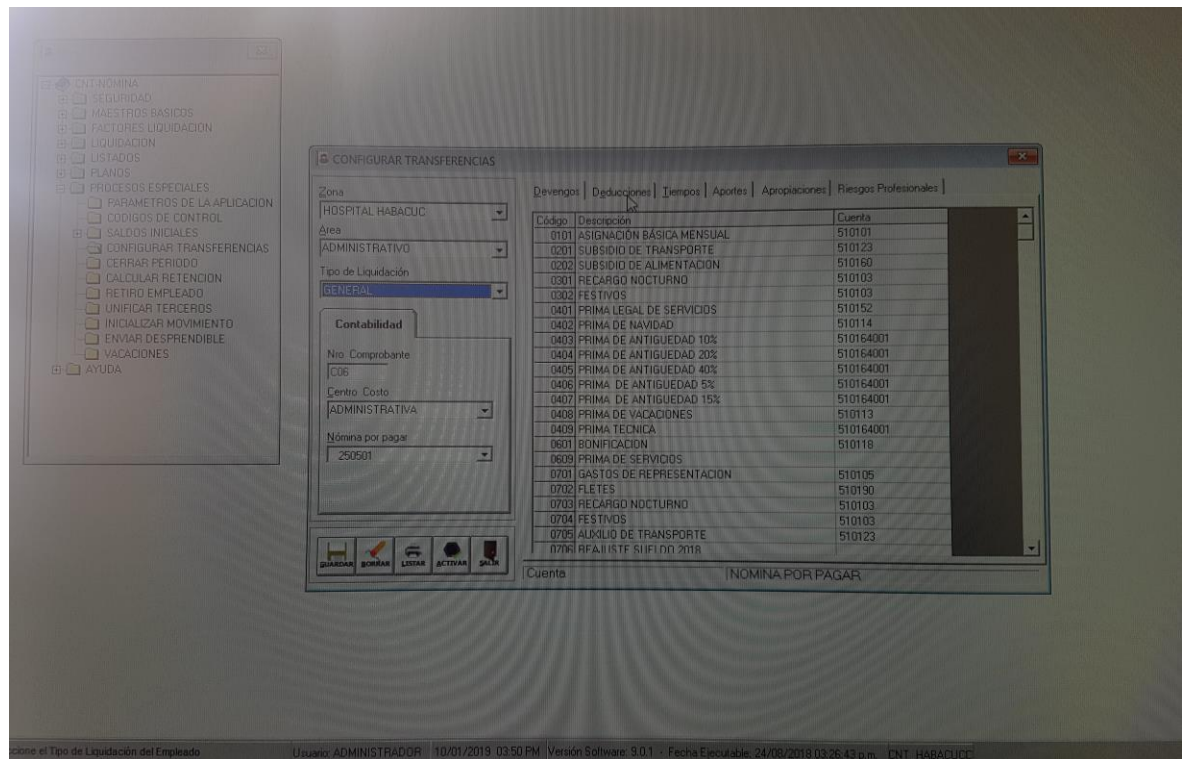 CNT-NÓMINA
SEGURIDAD
MAESTROS BASICOS
FACTORES LIQUIDACION
LIQUIDACION
LISTADOS
PLANOS
PROCESOS ESPECIALES
PARAMETROS DE LA APLICACION
CODIGOS DE CONTROL
SALDOS INICIALES
CONFIGURAR TRANSFERENCIAS
CERRAR PERIODO
CALCULAR RETENCION
RETIRO EMPLEADO
UNIFICAR TERCEROS
INICIALIZAR MOVIMIENTO
ENVIAR DESPRENDIBLE
VACACIONES
AYUDA
CONFIGURAR TRANSFERENCIAS
Zona
HOSPITAL HABACUC
Área
ADMINISTRATIVO
Tipo de Liquidación
GENERAL
Contabilidad
Nro. Comprobante
C06
Centro Costo
ADMINISTRATIVA
Nómina por pagar
250501
GUARDAR BORRAR LISTAR ACTIVAR SALIR
Devengos Deducciones Tiempos Aportes Apropiaciones Riesgos Profesionales
Código Descripción Cuenta
0101 ASIGNACIÓN BÁSICA MENSUAL 510101
0201 SUBSIDIO DE TRANSPORTE 510123
0202 SUBSIDIO DE ALIMENTACION 510160
0301 RECARGO NOCTURNO 510103
0302 FESTIVOS 510103
0401 PRIMA LEGAL DE SERVICIOS 510152
0402 PRIMA DE NAVIDAD 510114
0403 PRIMA DE ANTIGUEDAD 10% 510164001
0404 PRIMA DE ANTIGUEDAD 20% 510164001
0405 PRIMA DE ANTIGUEDAD 40% 510164001
0406 PRIMA DE ANTIGUEDAD 5% 510164001
0407 PRIMA DE ANTIGUEDAD 15% 510164001
0408 PRIMA DE VACACIONES 510113
0409 PRIMA TECNICA 510164001
0601 BONIFICACION 510118
0609 PRIMA DE SERVICIOS
0701 GASTOS DE REPRESENTACION 510105
0702 FLETES 510190
0703 RECARGO NOCTURNO 510103
0704 FESTIVOS 510103
0705 AUXILIO DE TRANSPORTE 510123
0706 REAJUSTE SUELDO 2018
Cuenta NOMINA POR PAGAR
ccione el Tipo de Liquidación del Empleado Usuario: ADMINISTRADOR 10/01/2019 03:50 PM Versión Software: 9.0.1 - Fecha Ejecutable: 24/08/2018 03:26:43 p.m. CNT_HABACUCC